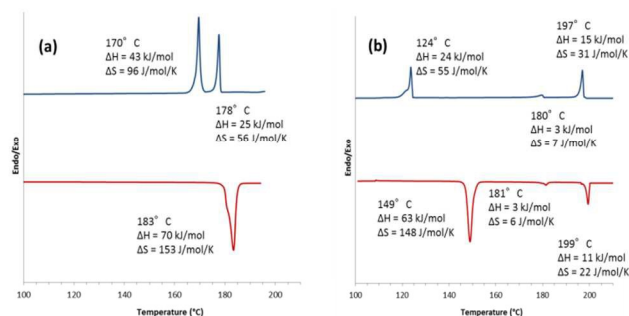 (a)
170° C
ΔH = 43 kJ/mol
ΔS = 96 J/mol/K
178° C
ΔH = 25 kJ/mol
ΔS = 56 J/mol/K
183° C
ΔH = 70 kJ/mol
ΔS = 153 J/mol/K
Endo/Exo
100 120 140 160 180 200
Temperature (°C)
(b)
124° C
ΔH = 24 kJ/mol
ΔS = 55 J/mol/K
197° C
ΔH = 15 kJ/mol
ΔS = 31 J/mol/K
180° C
ΔH = 3 kJ/mol
ΔS = 7 J/mol/K
149° C
ΔH = 63 kJ/mol
ΔS = 148 J/mol/K
181° C
ΔH = 3 kJ/mol
ΔS = 6 J/mol/K
199° C
ΔH = 11 kJ/mol
ΔS = 22 J/mol/K
Endo/Exo
100 120 140 160 180 200
Temperature (°C)